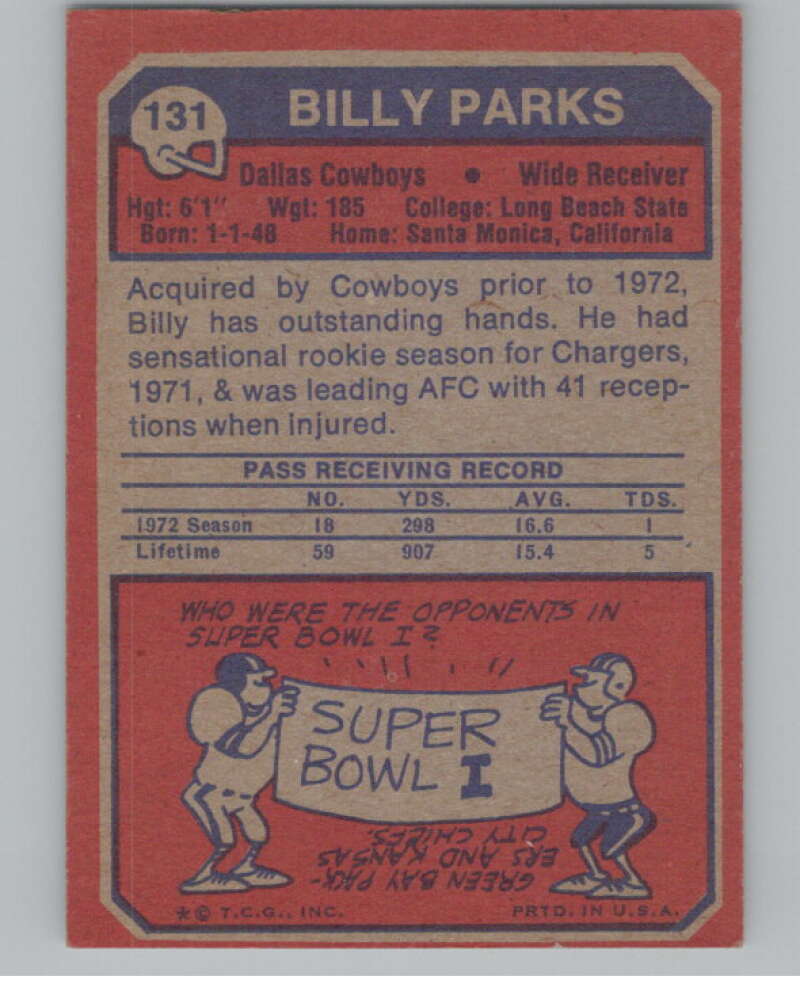 131
BILLY PARKS
Dallas Cowboys • Wide Receiver
Hgt: 6'1" Wgt: 185 College: Long Beach State
Born: 1-1-48 Home: Santa Monica, California
Acquired by Cowboys prior to 1972,
Billy has outstanding hands. He had
sensational rookie season for Chargers,
1971, & was leading AFC with 41 recep-
tions when injured.
PASS RECEIVING RECORD
NO. YDS. AVG. TDS.
1972 Season 18 298 16.6 1
Lifetime 59 907 15.4 5
WHO WERE THE OPPONENTS IN
SUPER BOWL I?
SUPER
BOWL I
GREEN BAY PACK-
ERS AND KANSAS
CITY CHIEFS.
*© T.C.G., INC. PRTD. IN U.S.A.